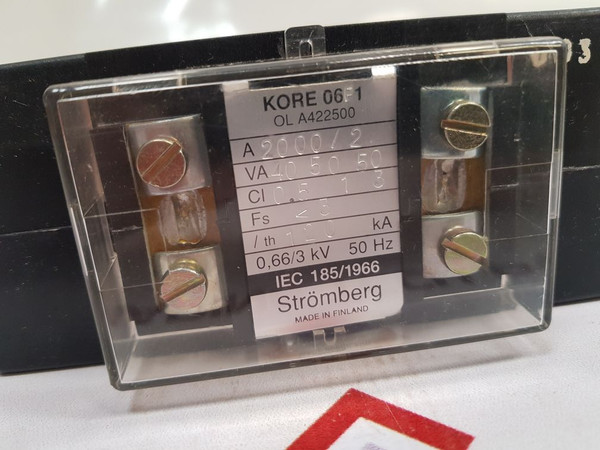 KORE 06F1
OL A422500
A 2000/2.
VA 40 50 50
Cl 0.5 1 3
Fs <3
I th kA
0,66/3 kV 50 Hz
IEC 185/1966
Strömberg
MADE IN FINLAND